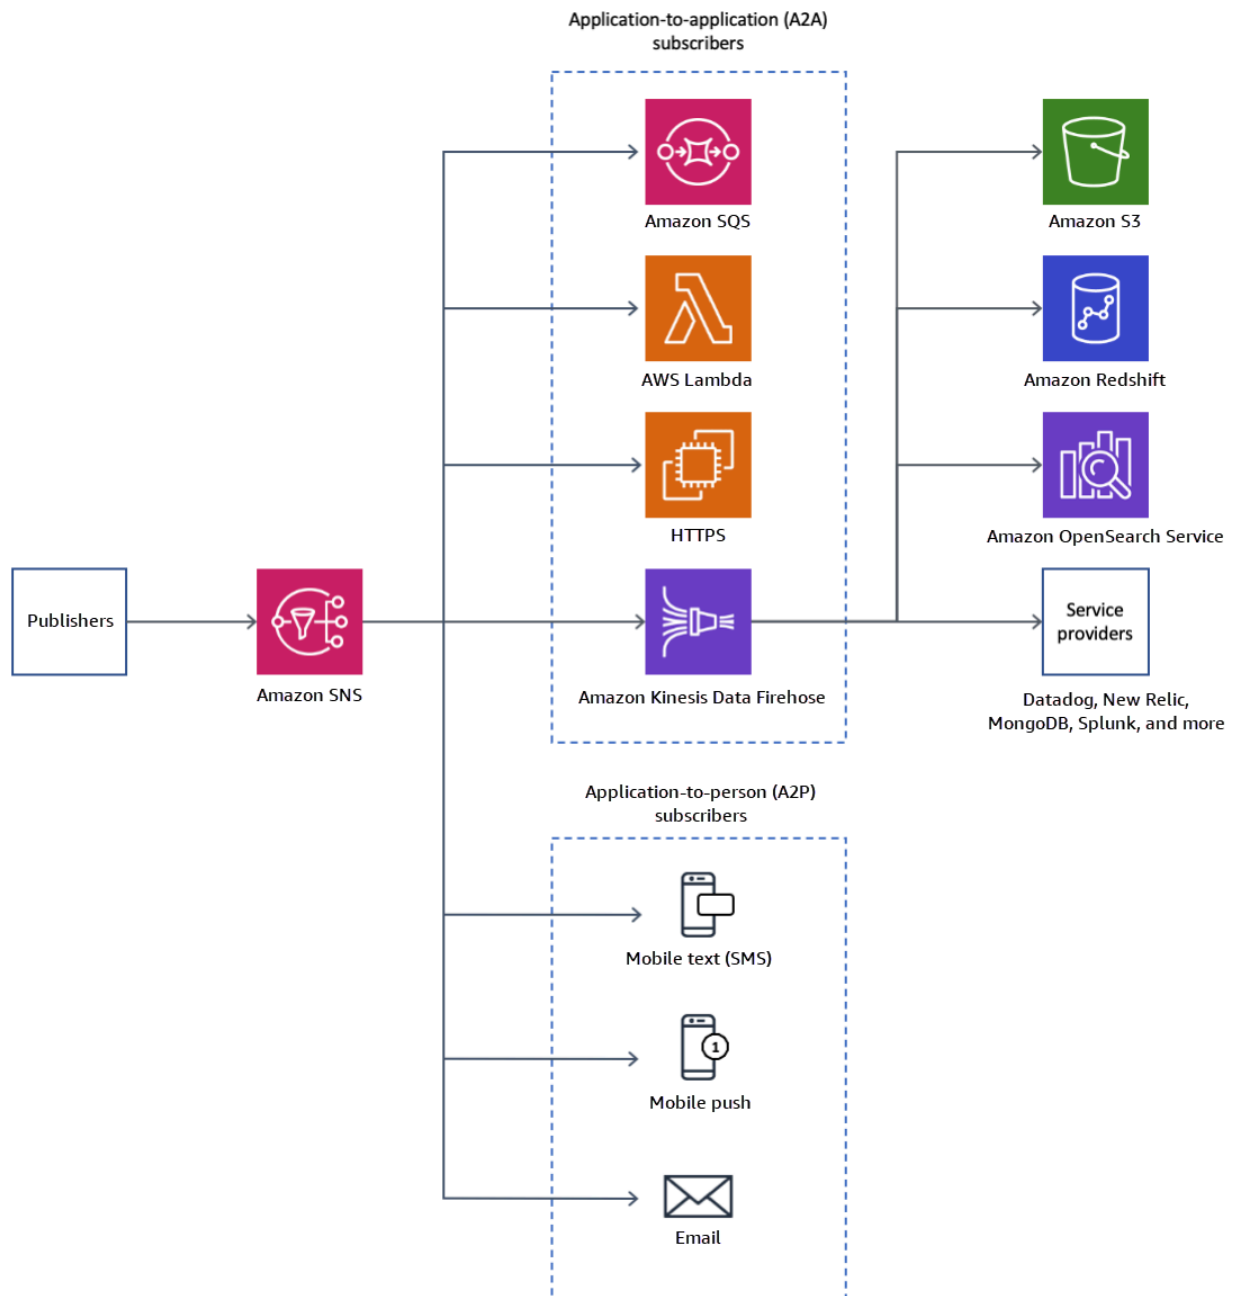 Application-to-application (A2A)
subscribers
Amazon SQS
Amazon S3
AWS Lambda
Amazon Redshift
HTTPS
Amazon OpenSearch Service
Publishers
Amazon SNS
Amazon Kinesis Data Firehose
Service
providers
Datadog, New Relic,
MongoDB, Splunk, and more
Application-to-person (A2P)
subscribers
Mobile text (SMS)
1
Mobile push
Email